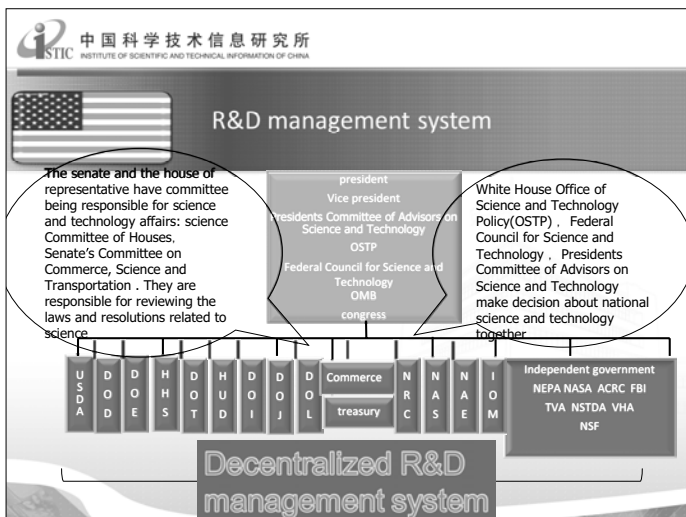 iSTIC 中国科学技术信息研究所
INSTITUTE OF SCIENTIFIC AND TECHNICAL INFORMATION OF CHINA
R&D management system
The senate and the house of
representative have committee
being responsible for science
and technology affairs: science
Committee of Houses,
Senate's Committee on
Commerce, Science and
Transportation . They are
responsible for reviewing the
laws and resolutions related to
science
president
Vice president
Presidents Committee of Advisors on
Science and Technology
OSTP
Federal Council for Science and
Technology
OMB
congress
White House Office of
Science and Technology
Policy(OSTP) , Federal
Council for Science and
Technology , Presidents
Committee of Advisors on
Science and Technology
make decision about national
science and technology
together
USDA
DOD
DOE
HHS
DOT
HUD
DOI
DOJ
DOL
Commerce
treasury
NRC
NAS
NAE
IOM
Independent government
NEPA NASA ACRC FBI
TVA NSTDA VHA
NSF
Decentralized R&D
management system